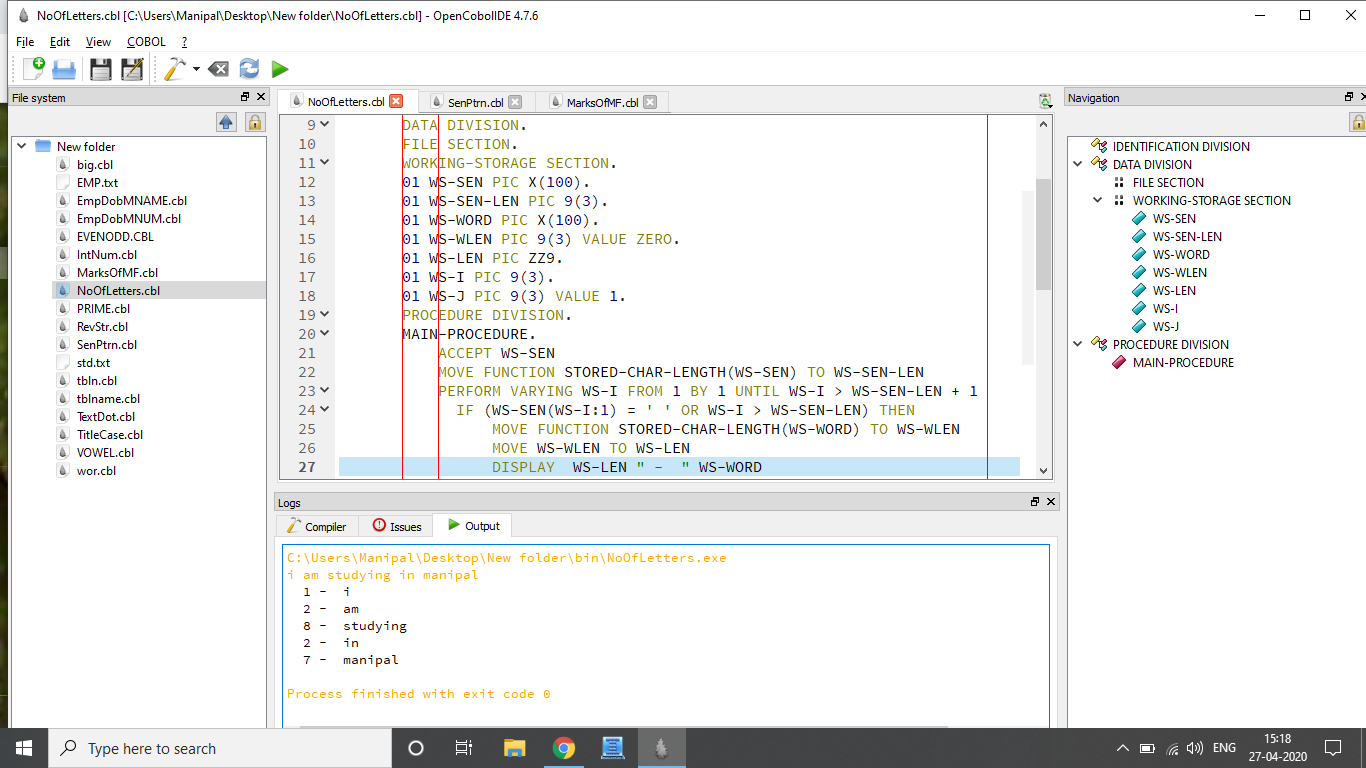 NoOfLetters.cbl [C:\Users\Manipal\Desktop\New folder\NoOfLetters.cbl] - OpenCobolIDE 4.7.6
File Edit View COBOL ?
File system
New folder
big.cbl
EMP.txt
EmpDobMNAME.cbl
EmpDobMNUM.cbl
EVENODD.CBL
IntNum.cbl
MarksOfMF.cbl
NoOfLetters.cbl
PRIME.cbl
RevStr.cbl
SenPtrn.cbl
std.txt
tbln.cbl
tblname.cbl
TextDot.cbl
TitleCase.cbl
VOWEL.cbl
wor.cbl
NoOfLetters.cbl SenPtrn.cbl MarksOfMF.cbl
9 DATA DIVISION.
10 FILE SECTION.
11 WORKING-STORAGE SECTION.
12 01 WS-SEN PIC X(100).
13 01 WS-SEN-LEN PIC 9(3).
14 01 WS-WORD PIC X(100).
15 01 WS-WLEN PIC 9(3) VALUE ZERO.
16 01 WS-LEN PIC ZZ9.
17 01 WS-I PIC 9(3).
18 01 WS-J PIC 9(3) VALUE 1.
19 PROCEDURE DIVISION.
20 MAIN-PROCEDURE.
21 ACCEPT WS-SEN
22 MOVE FUNCTION STORED-CHAR-LENGTH(WS-SEN) TO WS-SEN-LEN
23 PERFORM VARYING WS-I FROM 1 BY 1 UNTIL WS-I > WS-SEN-LEN + 1
24 IF (WS-SEN(WS-I:1) = ' ' OR WS-I > WS-SEN-LEN) THEN
25 MOVE FUNCTION STORED-CHAR-LENGTH(WS-WORD) TO WS-WLEN
26 MOVE WS-WLEN TO WS-LEN
27 DISPLAY  WS-LEN " -  " WS-WORD
Logs
Compiler Issues Output
C:\Users\Manipal\Desktop\New folder\bin\NoOfLetters.exe
i am studying in manipal
1 -  i
2 -  am
8 -  studying
2 -  in
7 -  manipal
Process finished with exit code 0
Navigation
IDENTIFICATION DIVISION
DATA DIVISION
FILE SECTION
WORKING-STORAGE SECTION
WS-SEN
WS-SEN-LEN
WS-WORD
WS-WLEN
WS-LEN
WS-I
WS-J
PROCEDURE DIVISION
MAIN-PROCEDURE
Type here to search
ENG
15:18
27-04-2020